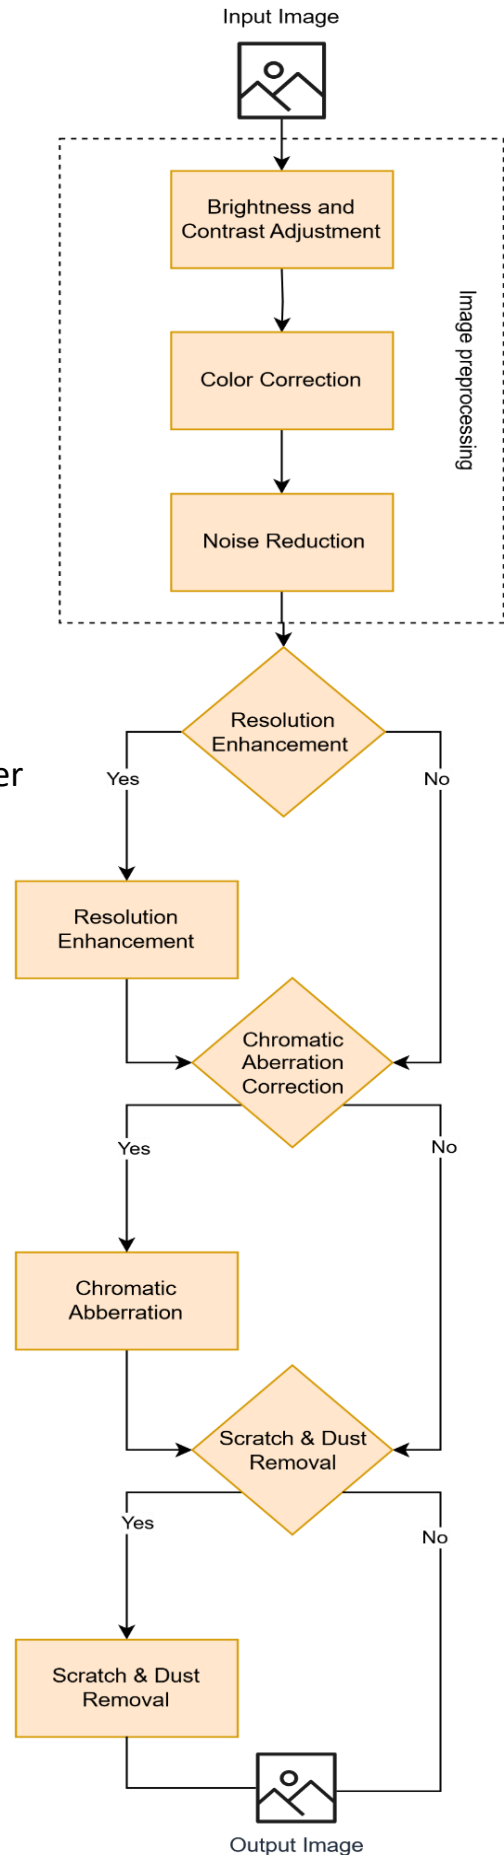 Input Image
Brightness and
Contrast Adjustment
Image preprocessing
Color Correction
Noise Reduction
Resolution
Enhancement
er
Yes
No
Resolution
Enhancement
Chromatic
Aberration
Correction
Yes
No
Chromatic
Abberration
Scratch & Dust
Removal
Yes
No
Scratch & Dust
Removal
Output Image